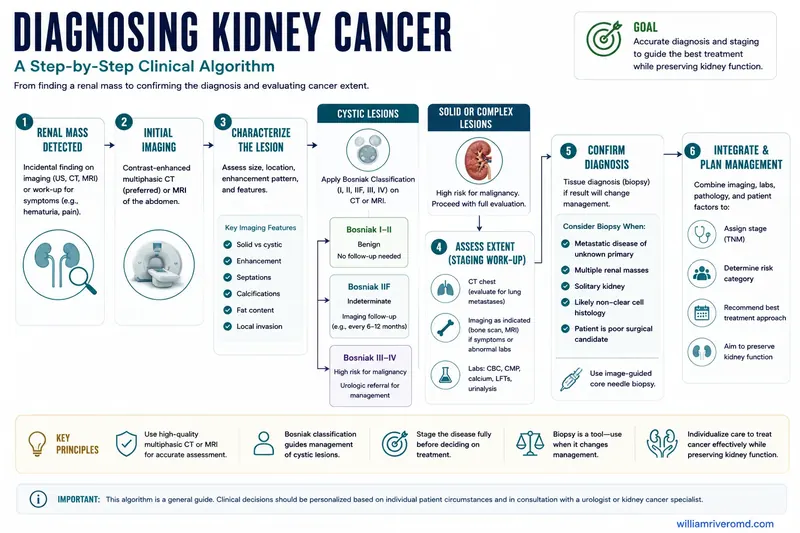 DIAGNOSING KIDNEY CANCER
A Step-by-Step Clinical Algorithm
From finding a renal mass to confirming the diagnosis and evaluating cancer extent.
GOAL
Accurate diagnosis and staging
to guide the best treatment
while preserving kidney function.
1
RENAL MASS
DETECTED
Incidental finding on
imaging (US, CT, MRI)
or work-up for
symptoms (e.g.,
hematuria, pain).
2
INITIAL
IMAGING
Contrast-enhanced
multiphasic CT
(preferred) or MRI
of the abdomen.
3
CHARACTERIZE
THE LESION
Assess size, location,
enhancement pattern,
and features.
Key Imaging Features
Solid vs cystic
Enhancement
Septations
Calcifications
Fat content
Local invasion
CYSTIC LESIONS
Apply Bosniak Classification
(I, II, IIF, III, IV) on
CT or MRI.
Bosniak I–II
Benign
No follow-up needed
Bosniak IIF
Indeterminate
Imaging follow-up
(e.g., every 6–12 months)
Bosniak III–IV
High risk for malignancy
Urologic referral for
management
SOLID OR COMPLEX
LESIONS
High risk for malignancy.
Proceed with full evaluation.
4
ASSESS EXTENT
(STAGING WORK-UP)
CT chest
(evaluate for lung
metastases)
Imaging as indicated
(bone scan, MRI)
if symptoms or
abnormal labs
Labs: CBC, CMP,
calcium, LFTs,
urinalysis
5
CONFIRM
DIAGNOSIS
Tissue diagnosis (biopsy)
if result will change
management.
Consider Biopsy When:
Metastatic disease of
unknown primary
Multiple renal masses
Solitary kidney
Likely non-clear cell
histology
Patient is poor surgical
candidate
Use image-guided
core needle biopsy.
6
INTEGRATE &
PLAN MANAGEMENT
Combine imaging, labs,
pathology, and patient
factors to:
Assign stage
(TNM)
Determine risk
category
Recommend best
treatment approach
Aim to preserve
kidney function
KEY
PRINCIPLES
Use high-quality
multiphasic CT or MRI
for accurate assessment.
Bosniak classification
guides management
of cystic lesions.
Stage the disease fully
before deciding on
treatment.
Biopsy is a tool—use
when it changes
management.
Individualize care to treat
cancer effectively while
preserving kidney function.
IMPORTANT: This algorithm is a general guide. Clinical decisions should be personalized based on individual patient circumstances and in consultation with a urologist or kidney cancer specialist.
williamriveromd.com